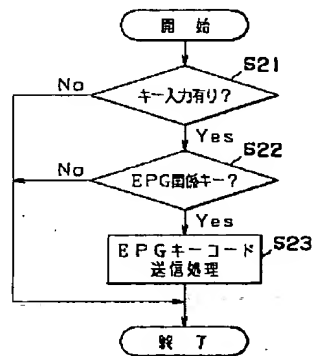 開始
S21
No
キー入力有り?
Yes
S22
No
EPG関係キー?
Yes
S23
EPGキーコード
送信処理
終了